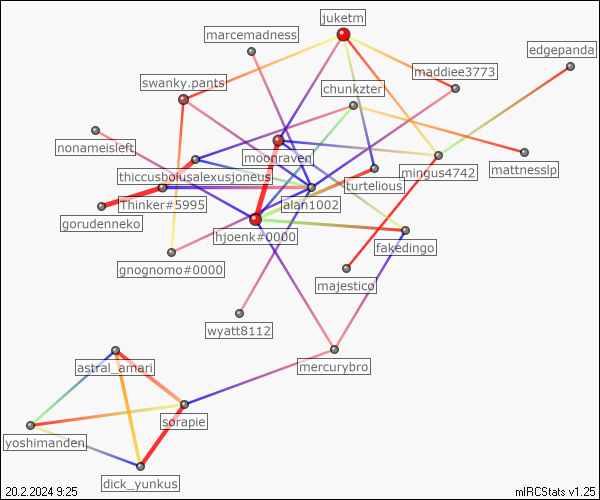 juketm
marcemadness
edgepanda
maddiee3773
swanky.pants
chunkzter
nonameisleft
moonraven
mingus4742
mattnesslp
thiccusboiusalexusjoneus
turtelious
Thinker#5995
alan1002
gorudenneko
hjoenk#0000
fakedingo
gnognomo#0000
majestico
wyatt8112
mercurybro
astral_amari
sorapie
yoshimanden
dick_yunkus
20.2.2024 9:25
mIRCStats v1.25